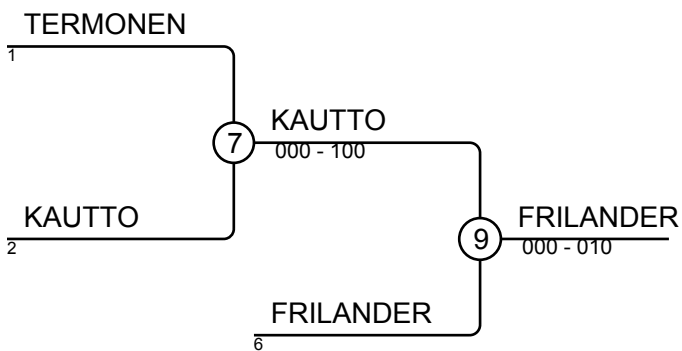 TERMONEN
1
7
KAUTTO
000 - 100
KAUTTO
2
9
FRILANDER
000 - 010
FRILANDER
6